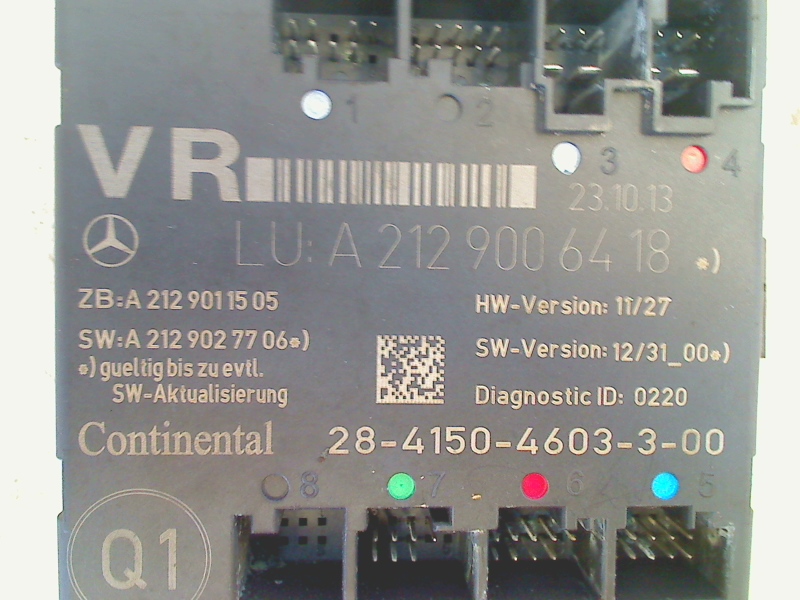 1 2 3 4
VR
23.10.13
LU: A 212 900 64 18 *)
ZB:A 212 901 15 05
HW-Version: 11/27
SW:A 212 902 77 06*)
SW-Version: 12/31_00*)
*) gueltig bis zu evtl.
SW-Aktualisierung
Diagnostic ID: 0220
Continental 28-4150-4603-3-00
8 7 6 5
Q1